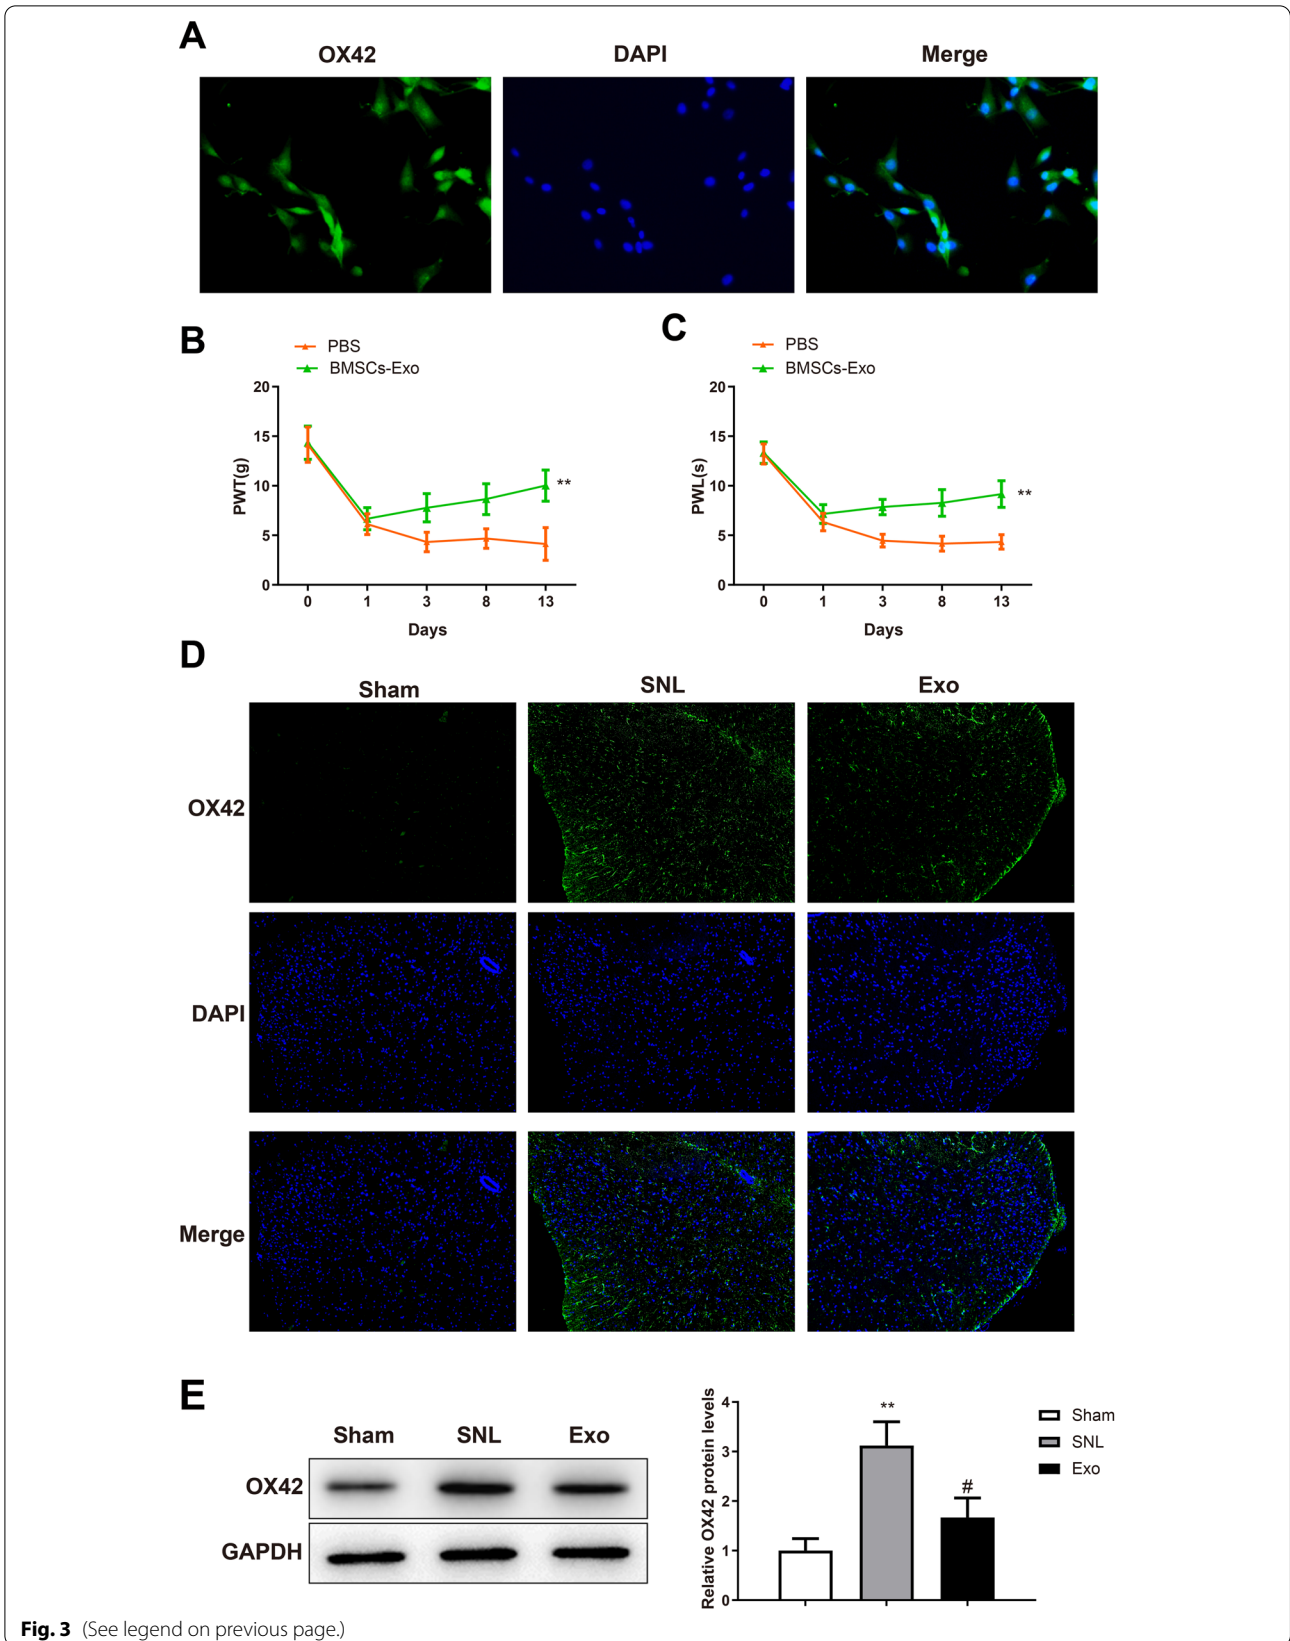 A
OX42 DAPI Merge
B
PBS
BMSCs-Exo
PWT(g)
20
15
10
5
0
**
0 1 3 8 13
Days
C
PBS
BMSCs-Exo
PWL(s)
20
15
10
5
0
**
0 1 3 8 13
Days
D
Sham SNL Exo
OX42
DAPI
Merge
E
Sham SNL Exo
OX42
GAPDH
Relative OX42 protein levels
4
3
2
1
0
**
#
Sham
SNL
Exo
Fig. 3 (See legend on previous page.)